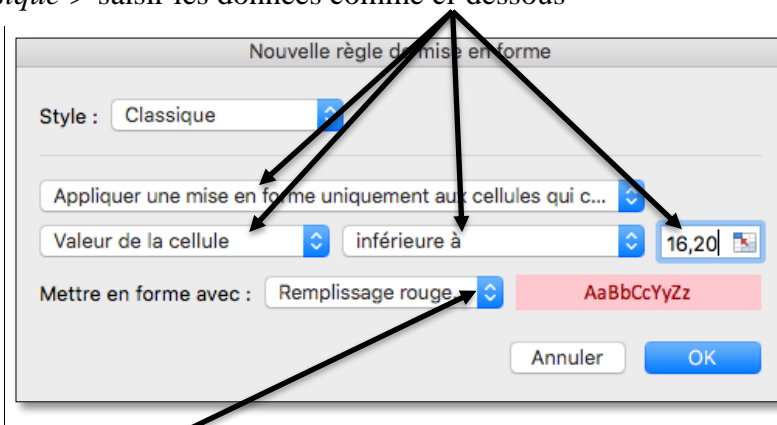 ique > saisir les données comme ci-dessous
Nouvelle règle de mise en forme
Style : Classique
Appliquer une mise en forme uniquement aux cellules qui c...
Valeur de la cellule inférieure à 16,20
Mettre en forme avec : Remplissage rouge... AaBbCcYyZz
Annuler OK